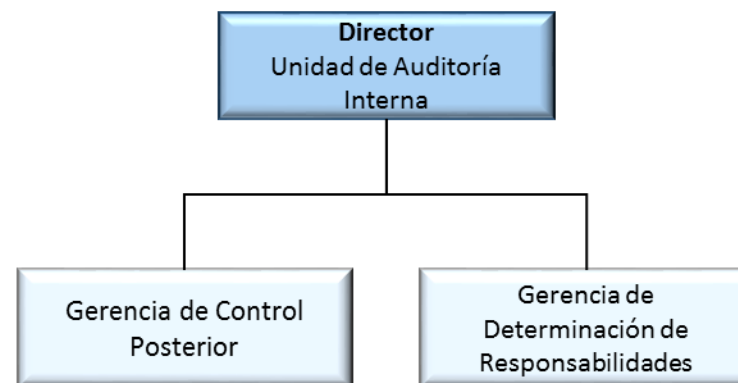 Director
Unidad de Auditoría
Interna
Gerencia de Control
Posterior
Gerencia de
Determinación de
Responsabilidades